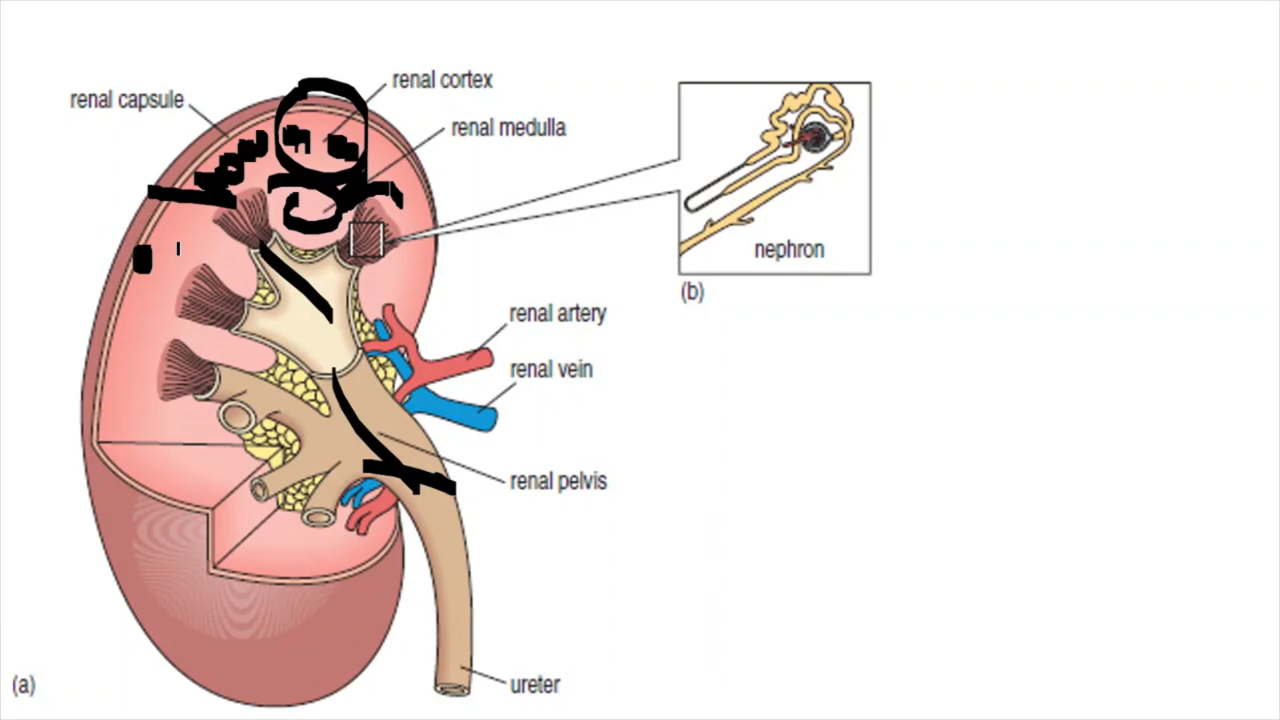 renal cortex
renal capsule
renal medulla
nephron
(b)
renal artery
renal vein
renal pelvis
(a)
ureter